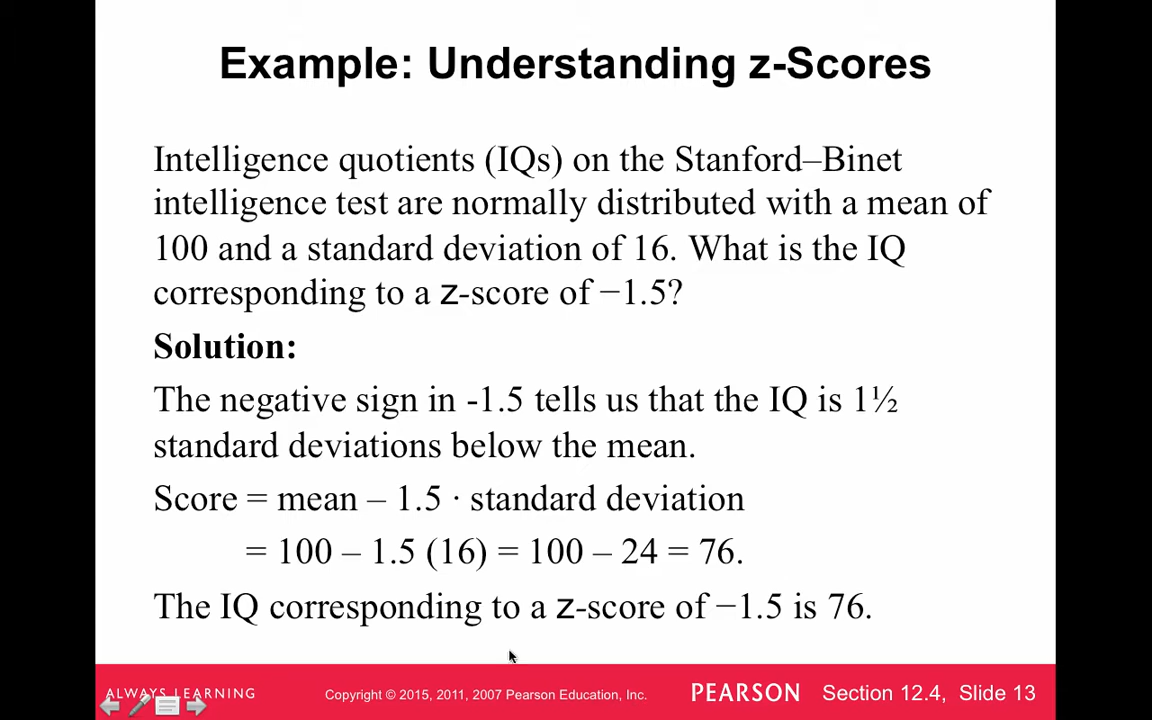 Example: Understanding z-Scores
Intelligence quotients (IQs) on the Stanford–Binet
intelligence test are normally distributed with a mean of
100 and a standard deviation of 16. What is the IQ
corresponding to a z-score of −1.5?
Solution:
The negative sign in -1.5 tells us that the IQ is 1½
standard deviations below the mean.
Score = mean – 1.5 · standard deviation
= 100 – 1.5 (16) = 100 – 24 = 76.
The IQ corresponding to a z-score of −1.5 is 76.
ALWAYS LEARNING
Copyright © 2015, 2011, 2007 Pearson Education, Inc.
PEARSON
Section 12.4, Slide 13